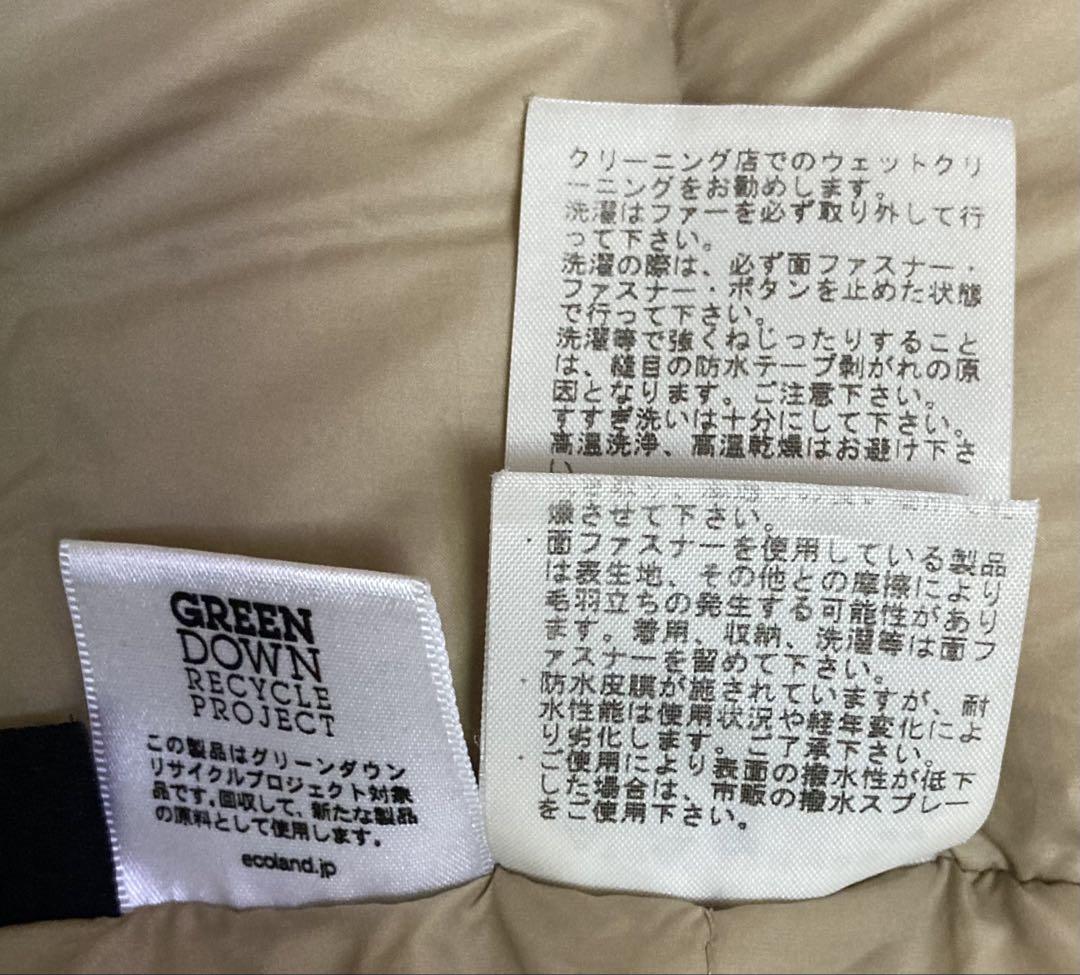 クリーニング店でのウェットクリ
ーニングをお勧めします。
洗濯はファーを必ず取り外して行
って下さい。
洗濯の際は、必ず面ファスナー・
ファスナー・ボタンを止めた状態
で行って下さい。
洗濯等で強くねじったりすること
は、縫目の防水テープ剥がれの原
因となります。ご注意下さい。
すすぎ洗いは十分にして下さい。
高温洗浄、高温乾燥はお避け下さ
い
燥させて下さい。
・面ファスナーを使用している製品
は表生地、その他との摩擦により
毛羽立ちの発生する可能性があり
ます。着用、収納、洗濯等は面フ
ァスナーを留めて下さい。
・防水皮膜が施されていますが、耐
水性能は使用状況や経年変化によ
り劣化します。ご了承下さい。
・ご使用により表面の撥水性が低下
した場合は、市販の撥水スプレー
をご使用下さい。
GREEN
DOWN
RECYCLE
PROJECT
この製品はグリーンダウン
リサイクルプロジェクト対象
品です。回収して、新たな製品
の原料として使用します。
ecoland.jp